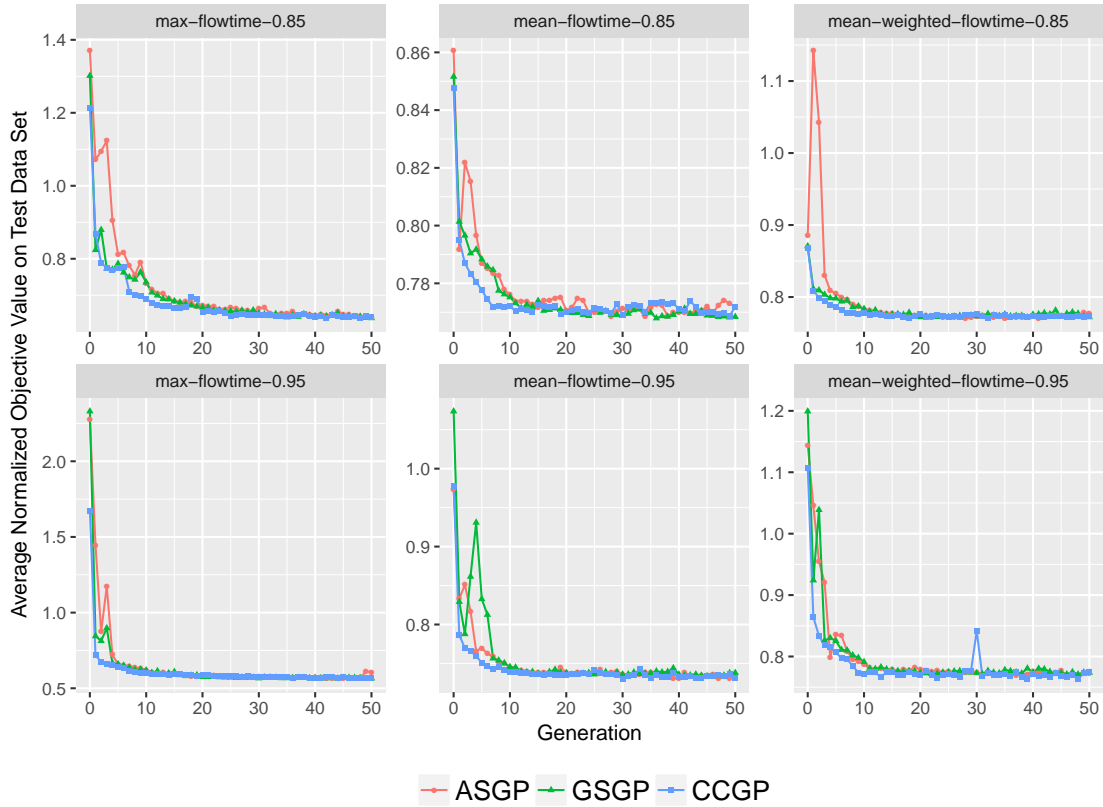 max-flowtime-0.85
mean-flowtime-0.85
mean-weighted-flowtime-0.85
1.4
1.2
1.0
0.8
0.86
0.84
0.82
0.80
0.78
1.1
1.0
0.9
0.8
0 10 20 30 40 50
0 10 20 30 40 50
0 10 20 30 40 50
max-flowtime-0.95
mean-flowtime-0.95
mean-weighted-flowtime-0.95
2.0
1.5
1.0
0.5
1.0
0.9
0.8
1.2
1.1
1.0
0.9
0.8
0.7
0 10 20 30 40 50
0 10 20 30 40 50
0 10 20 30 40 50
Average Normalized Objective Value on Test Data Set
Generation
ASGP GSGP CCGP